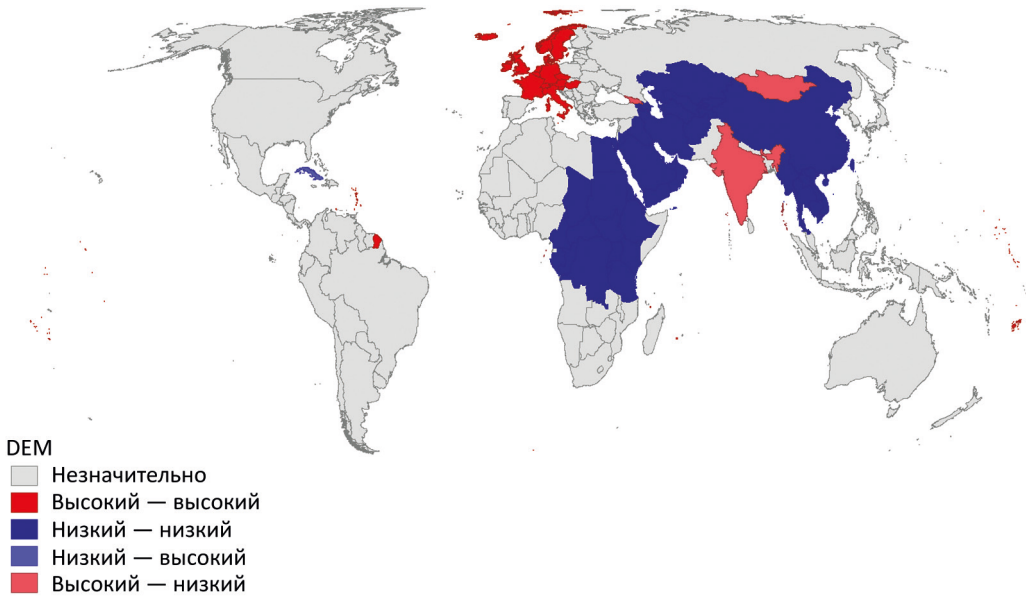 DEM
Незначительно
Высокий — высокий
Низкий — низкий
Низкий — высокий
Высокий — низкий